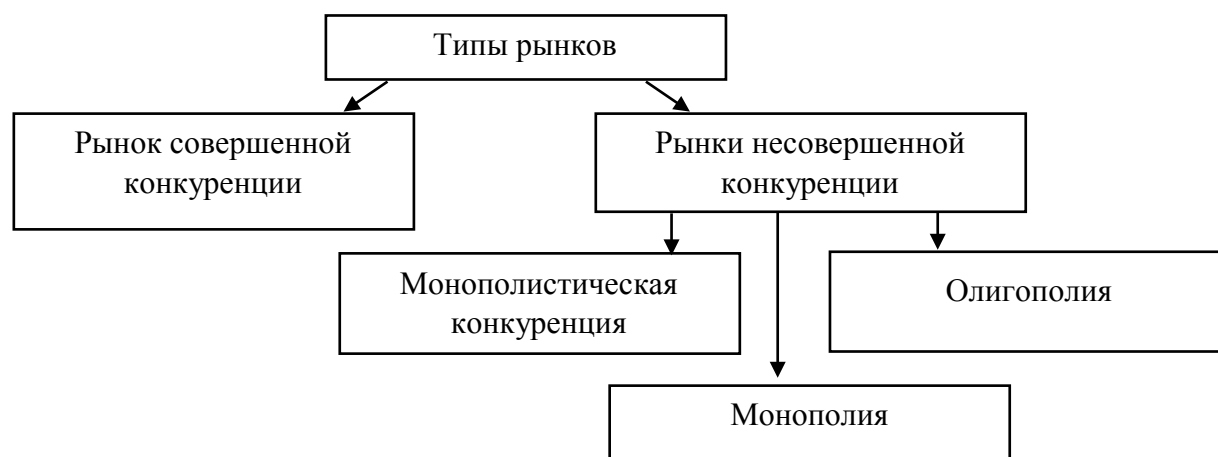 Типы рынков
Рынок совершенной
конкуренции
Рынки несовершенной
конкуренции
Монополистическая
конкуренция
Олигополия
Монополия